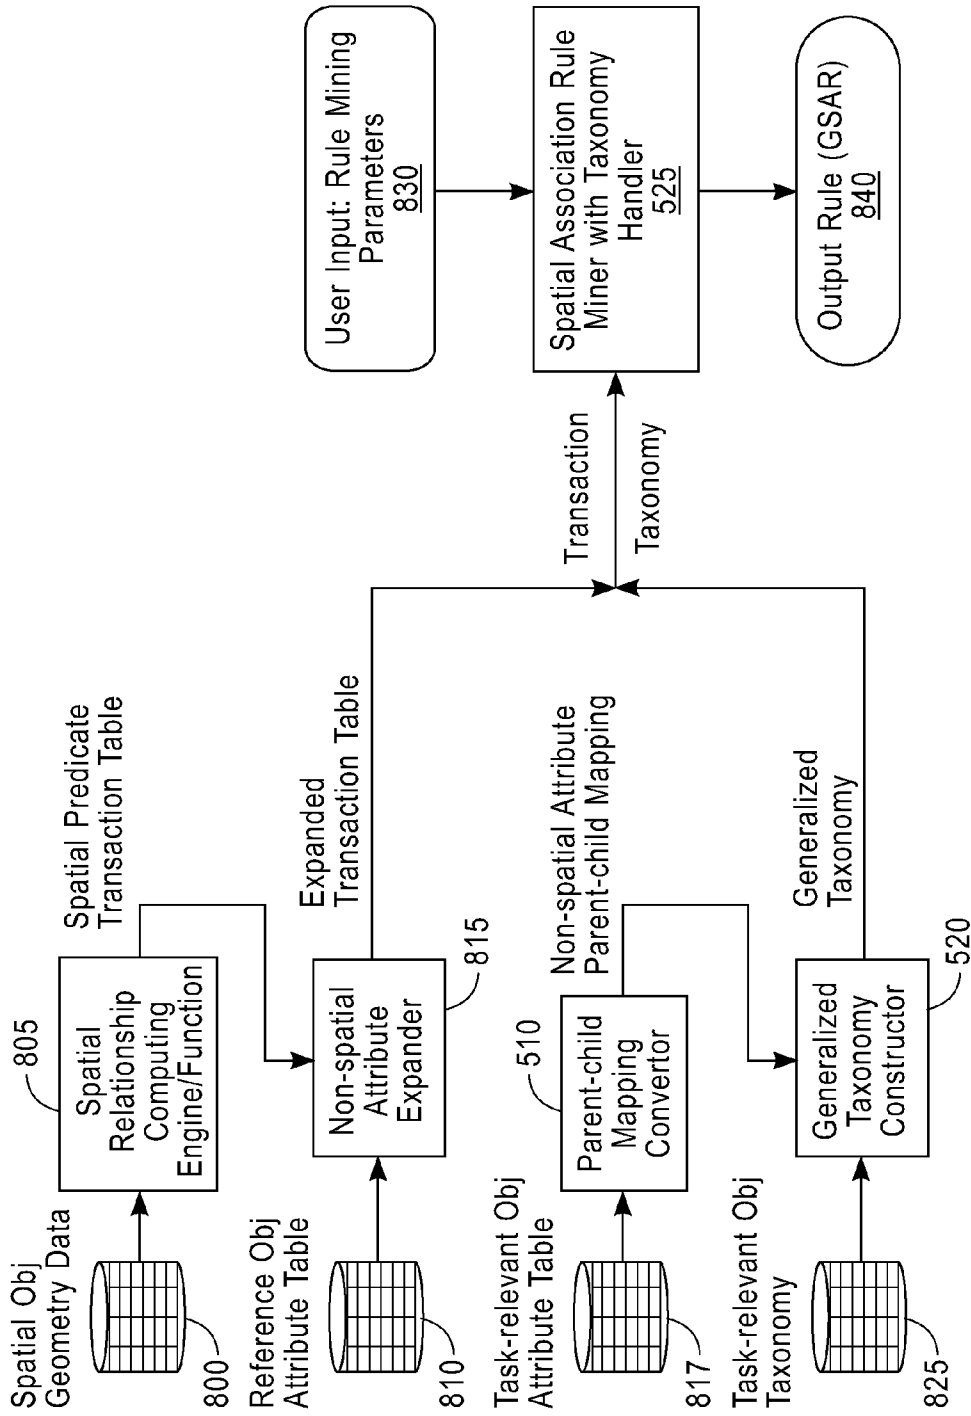 Spatial Obj
Geometry Data
800
805
Spatial
Relationship
Computing
Engine/Function
Spatial Predicate
Transaction Table
Reference Obj
Attribute Table
810
Non-spatial
Attribute
Expander
815
Expanded
Transaction Table
Task-relevant Obj
Attribute Table
817
510
Parent-child
Mapping
Convertor
Non-spatial Attribute
Parent-child Mapping
Task-relevant Obj
Taxonomy
825
Generalized
Taxonomy
Constructor
520
Generalized
Taxonomy
Transaction
Taxonomy
User Input: Rule Mining
Parameters
830
Spatial Association Rule
Miner with Taxonomy
Handler
525
Output Rule (GSAR)
840